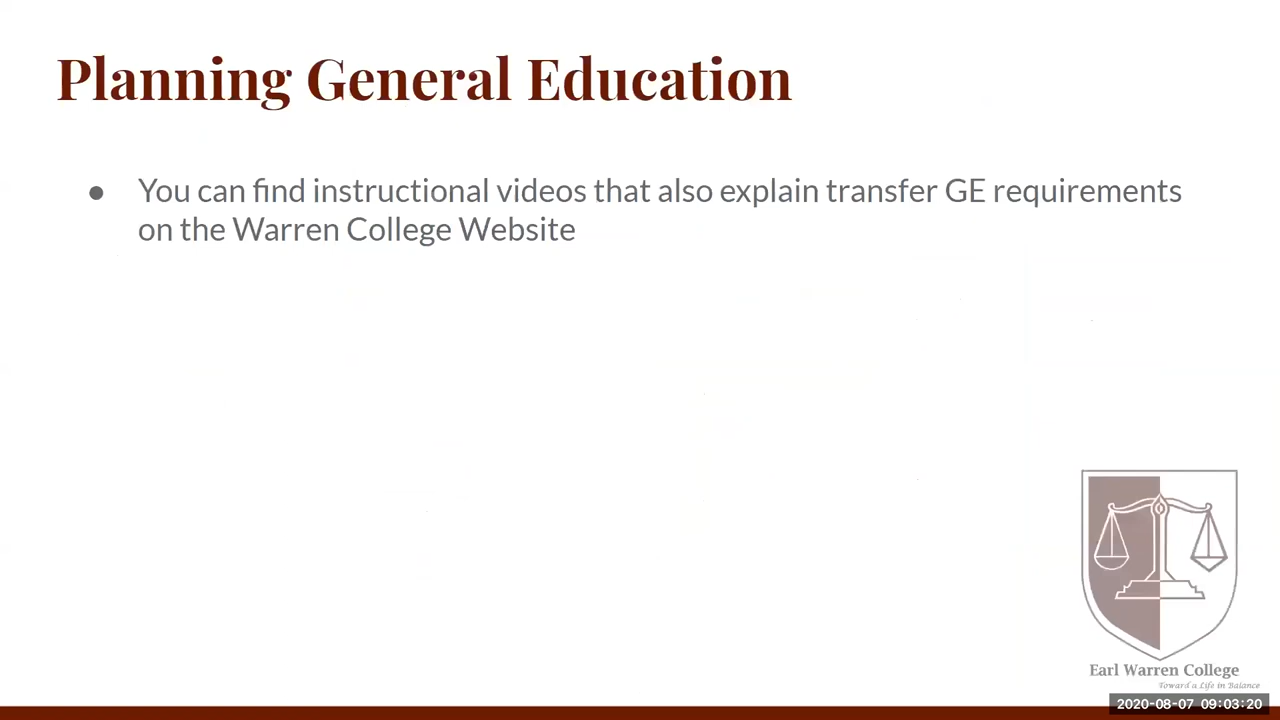 Planning General Education
● You can find instructional videos that also explain transfer GE requirements
on the Warren College Website
Earl Warren College
Toward a Life in Balance
2020-08-07 09:03:20